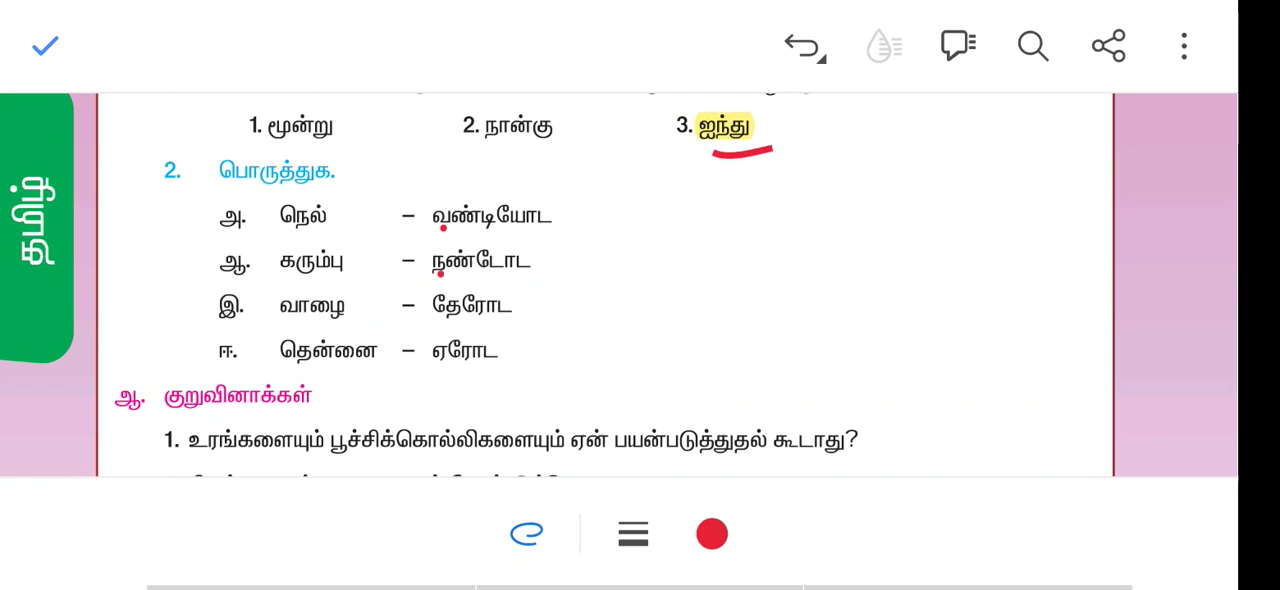 தமிழ்
1. மூன்று 2. நான்கு 3. ஐந்து
2. பொருத்துக.
அ. நெல் – வண்டியோட
ஆ. கரும்பு – நண்டோட
இ. வாழை – தேரோட
ஈ. தென்னை – ஏரோட
ஆ. குறுவினாக்கள்
1. உரங்களையும் பூச்சிக்கொல்லிகளையும் ஏன் பயன்படுத்துதல் கூடாது?